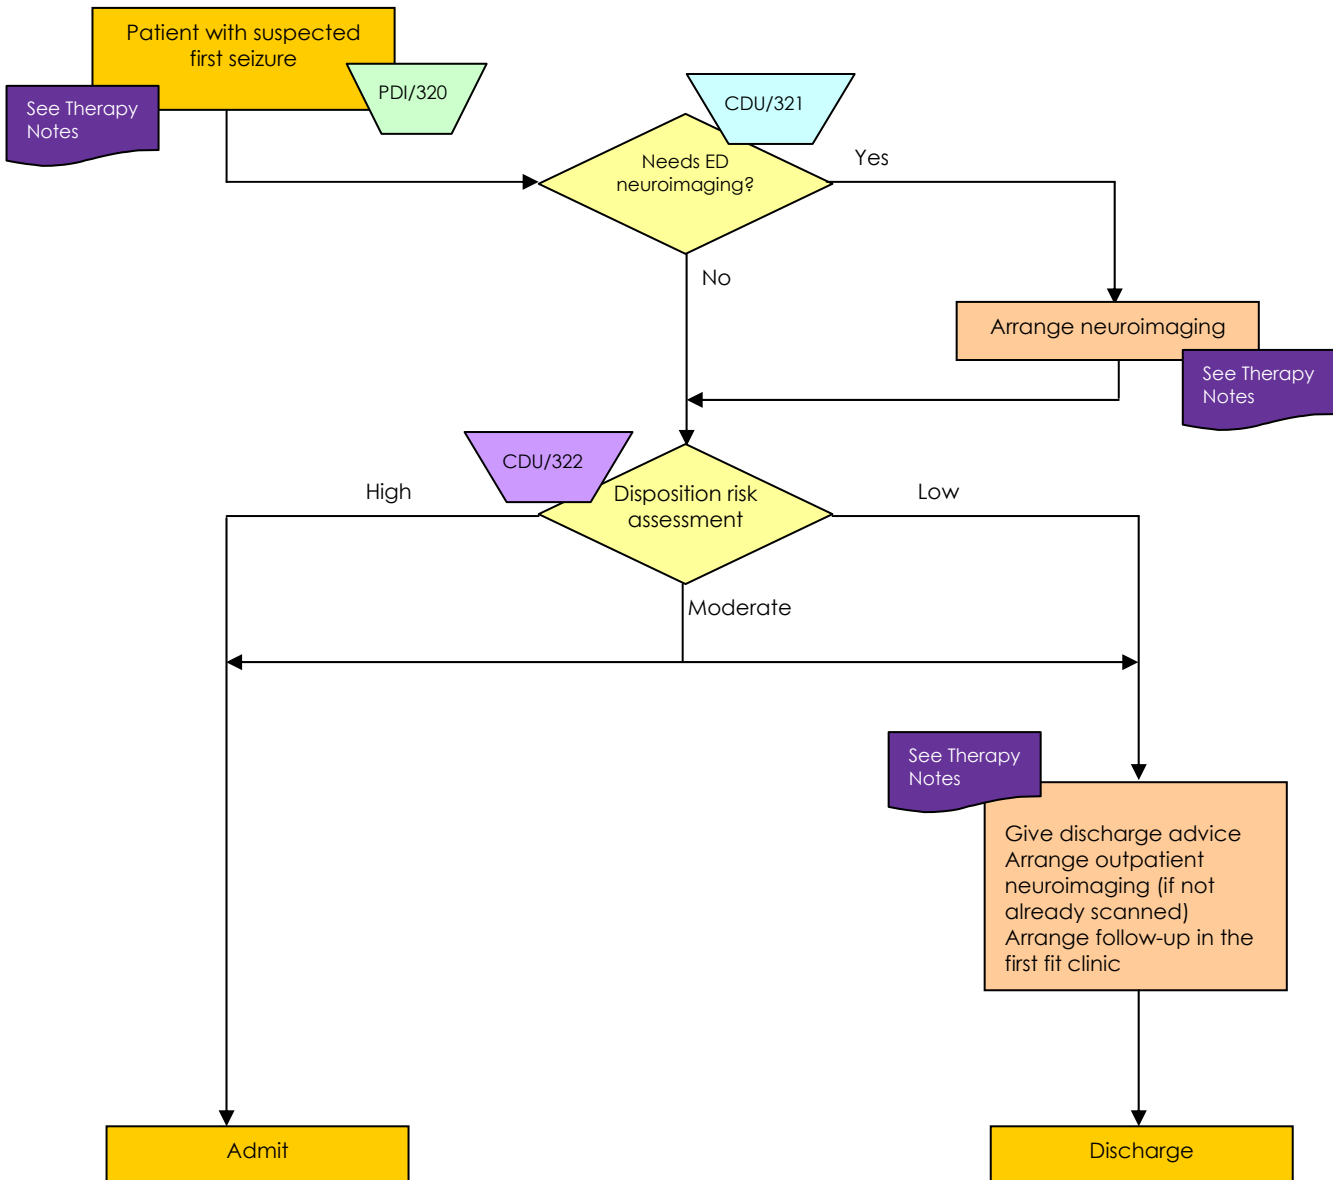 Patient with suspected
first seizure
PDI/320
See Therapy
Notes
CDU/321
Needs ED
neuroimaging?
Yes
No
Arrange neuroimaging
See Therapy
Notes
CDU/322
Disposition risk
assessment
High
Low
Moderate
See Therapy
Notes
Give discharge advice
Arrange outpatient
neuroimaging (if not
already scanned)
Arrange follow-up in the
first fit clinic
Admit
Discharge